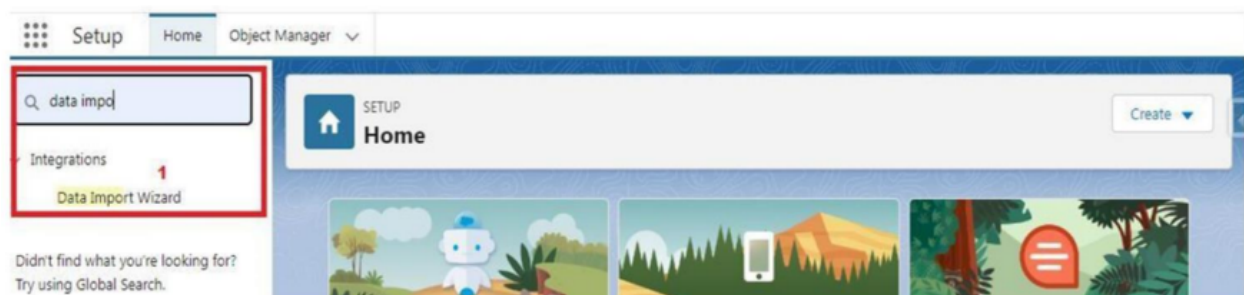 Setup Home Object Manager
data impo
SETUP
Home
Create
Integrations
1
Data Import Wizard
Didn't find what you're looking for?
Try using Global Search.